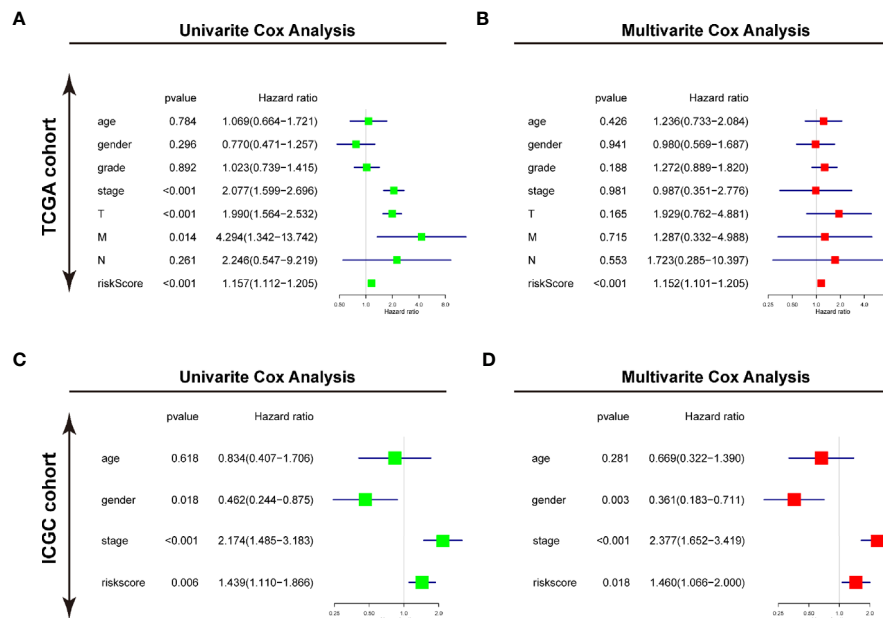 A
Univarite Cox Analysis
TCGA cohort
pvalue Hazard ratio
age 0.784 1.069(0.664−1.721)
gender 0.296 0.770(0.471−1.257)
grade 0.892 1.023(0.739−1.415)
stage <0.001 2.077(1.599−2.696)
T <0.001 1.990(1.564−2.532)
M 0.014 4.294(1.342−13.742)
N 0.261 2.246(0.547−9.219)
riskScore <0.001 1.157(1.112−1.205)
0.50 1.0 2.0 4.0 8.0
Hazard ratio
B
Multivarite Cox Analysis
pvalue Hazard ratio
age 0.426 1.236(0.733−2.084)
gender 0.941 0.980(0.569−1.687)
grade 0.188 1.272(0.889−1.820)
stage 0.981 0.987(0.351−2.776)
T 0.165 1.929(0.762−4.881)
M 0.715 1.287(0.332−4.988)
N 0.553 1.723(0.285−10.397)
riskScore <0.001 1.152(1.101−1.205)
0.25 0.50 1.0 2.0 4.0
Hazard ratio
C
Univarite Cox Analysis
ICGC cohort
pvalue Hazard ratio
age 0.618 0.834(0.407−1.706)
gender 0.018 0.462(0.244−0.875)
stage <0.001 2.174(1.485−3.183)
riskscore 0.006 1.439(1.110−1.866)
0.25 0.50 1.0 2.0
D
Multivarite Cox Analysis
pvalue Hazard ratio
age 0.281 0.669(0.322−1.390)
gender 0.003 0.361(0.183−0.711)
stage <0.001 2.377(1.652−3.419)
riskscore 0.018 1.460(1.066−2.000)
0.25 0.50 1.0 2.0